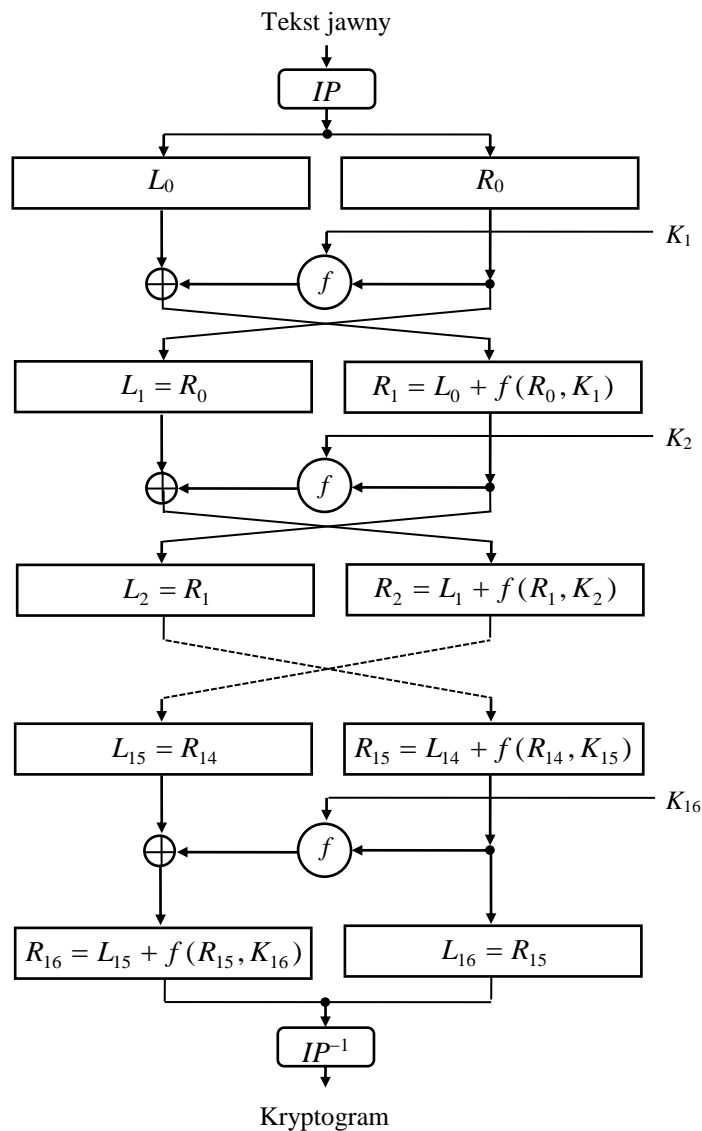 Tekst jawny
IP
L₀
R₀
K₁
f
L₁ = R₀
R₁ = L₀ + f(R₀, K₁)
K₂
f
L₂ = R₁
R₂ = L₁ + f(R₁, K₂)
L₁₅ = R₁₄
R₁₅ = L₁₄ + f(R₁₄, K₁₅)
K₁₆
f
R₁₆ = L₁₅ + f(R₁₅, K₁₆)
L₁₆ = R₁₅
IP⁻¹
Kryptogram